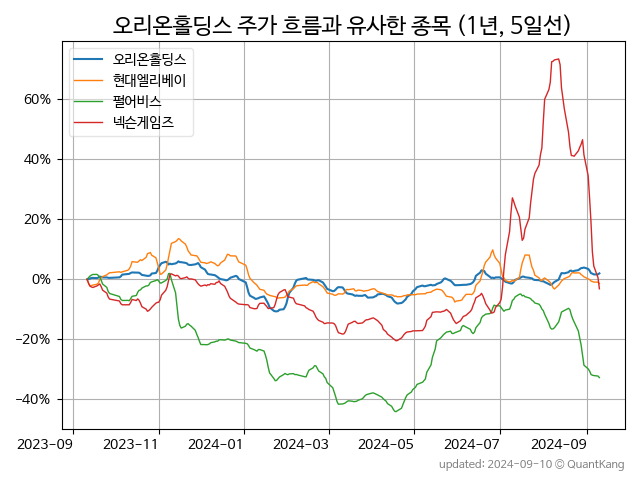 오리온홀딩스 주가 흐름과 유사한 종목 (1년, 5일선)
오리온홀딩스
현대엘리베이
펄어비스
넥슨게임즈
60%
40%
20%
0%
−20%
−40%
2023-09
2023-11
2024-01
2024-03
2024-05
2024-07
2024-09
updated: 2024-09-10 @ QuantKang